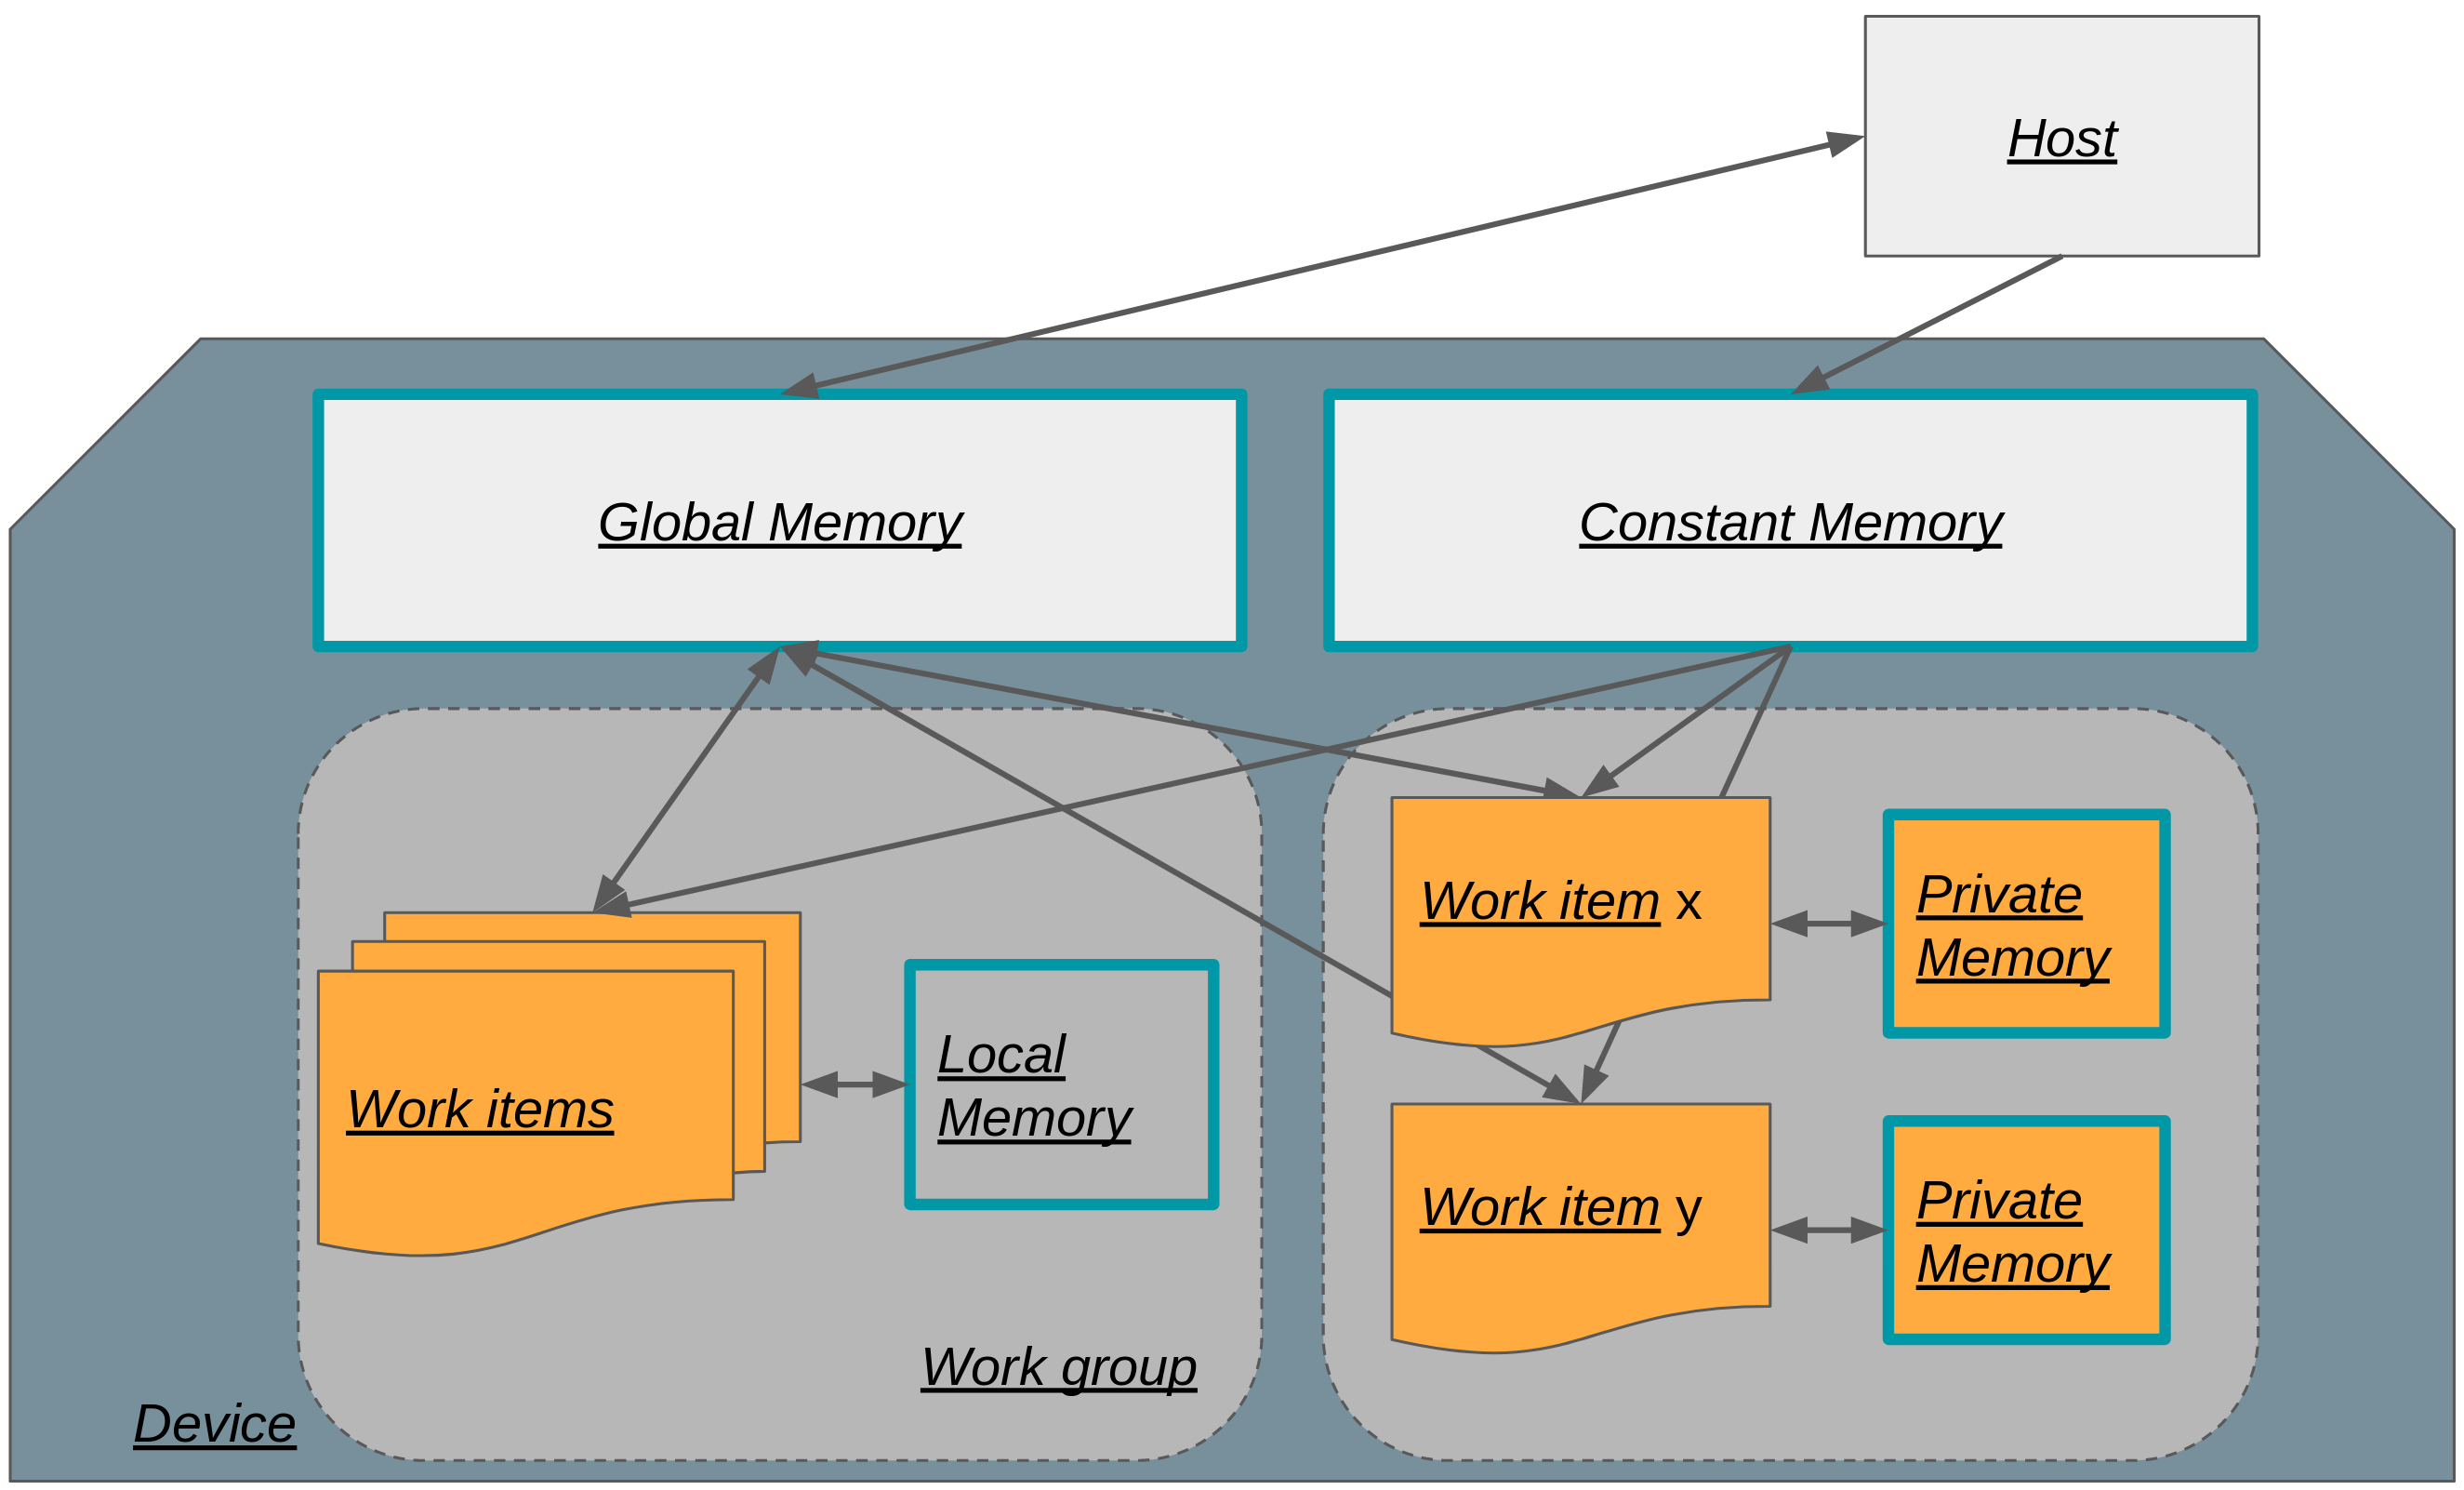 Host
Global Memory
Constant Memory
Work item x
Private
Memory
Local
Memory
Work items
Work item y
Private
Memory
Work group
Device